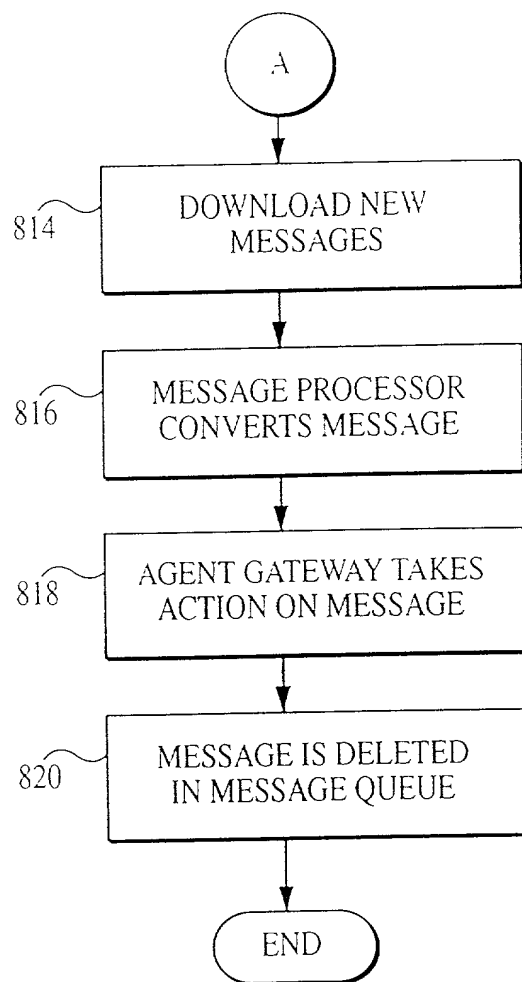 A
814
DOWNLOAD NEW
MESSAGES
816
MESSAGE PROCESSOR
CONVERTS MESSAGE
818
AGENT GATEWAY TAKES
ACTION ON MESSAGE
820
MESSAGE IS DELETED
IN MESSAGE QUEUE
END